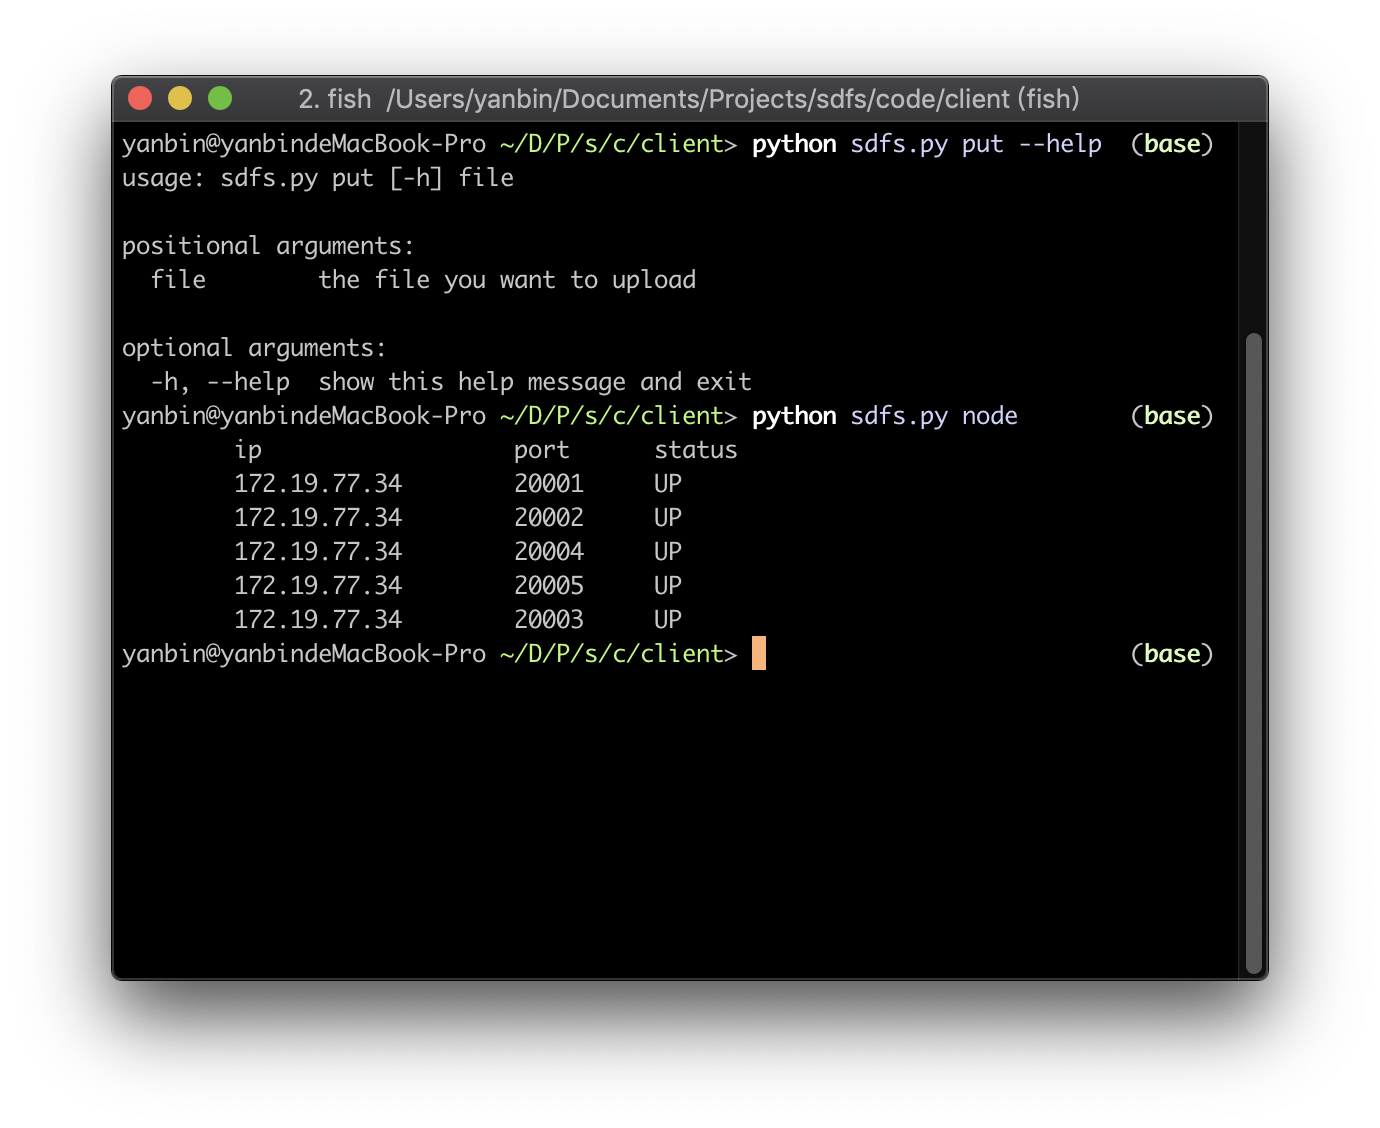 2. fish  /Users/yanbin/Documents/Projects/sdfs/code/client (fish)
yanbin@yanbindeMacBook-Pro ~/D/P/s/c/client> python sdfs.py put --help  (base)
usage: sdfs.py put [-h] file
positional arguments:
  file        the file you want to upload
optional arguments:
  -h, --help  show this help message and exit
yanbin@yanbindeMacBook-Pro ~/D/P/s/c/client> python sdfs.py node        (base)
        ip                  port      status
        172.19.77.34        20001     UP
        172.19.77.34        20002     UP
        172.19.77.34        20004     UP
        172.19.77.34        20005     UP
        172.19.77.34        20003     UP
yanbin@yanbindeMacBook-Pro ~/D/P/s/c/client>                            (base)